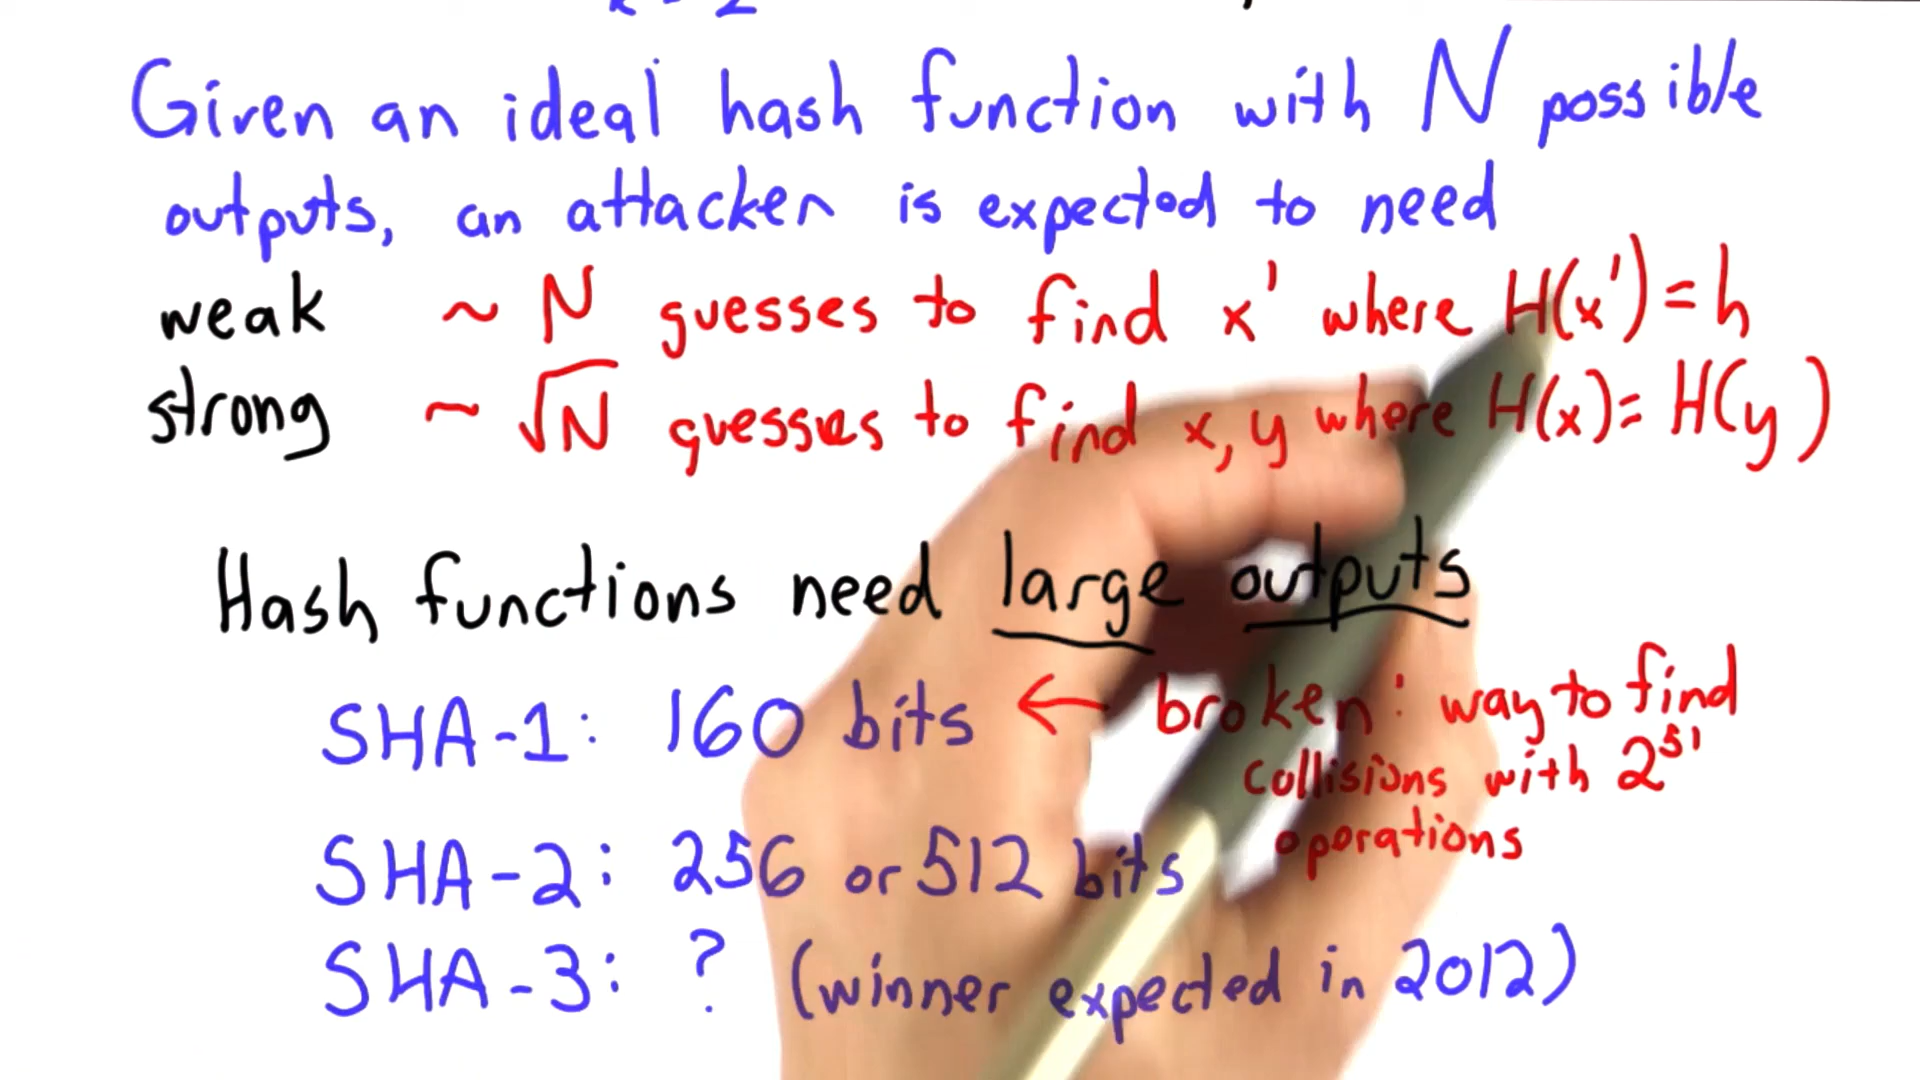 Given an ideal hash function with N possible
outputs, an attacker is expected to need
weak ~ N guesses to find x' where H(x') = h
strong ~ √N guesses to find x, y where H(x) = H(y)
Hash functions need large outputs
SHA-1: 160 bits ← broken: way to find
collisions with 2^51
operations
SHA-2: 256 or 512 bits
SHA-3: ? (winner expected in 2012)